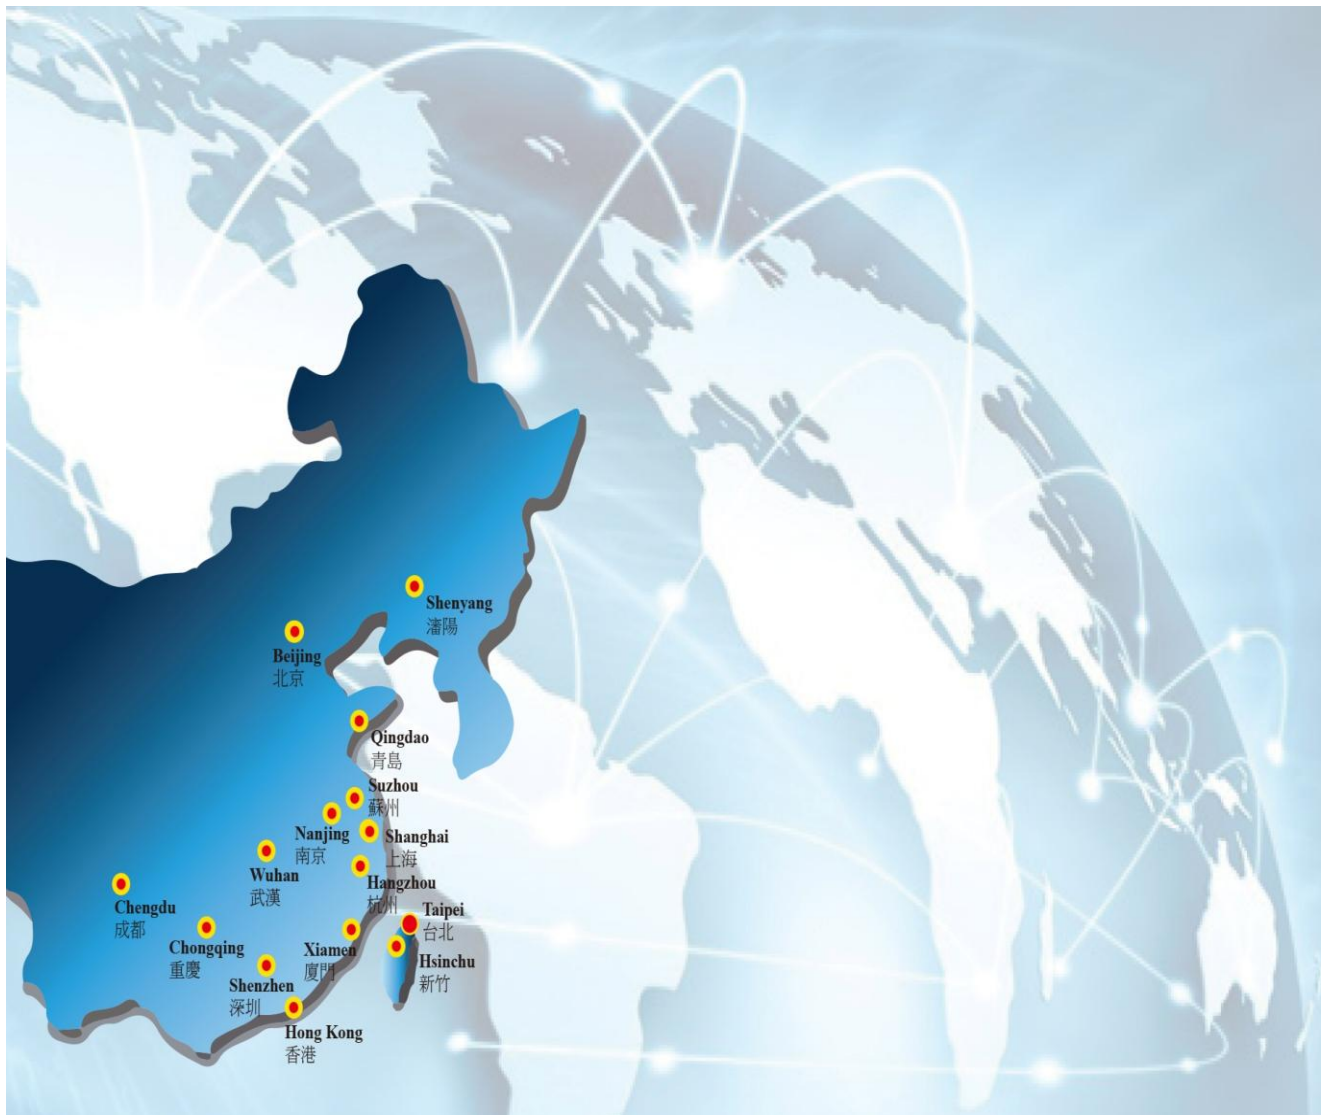 Shenyang
瀋陽
Beijing
北京
Qingdao
青島
Suzhou
蘇州
Nanjing
南京
Shanghai
上海
Wuhan
武漢
Hangzhou
杭州
Chengdu
成都
Taipei
台北
Chongqing
重慶
Xiamen
廈門
Hsinchu
新竹
Shenzhen
深圳
Hong Kong
香港